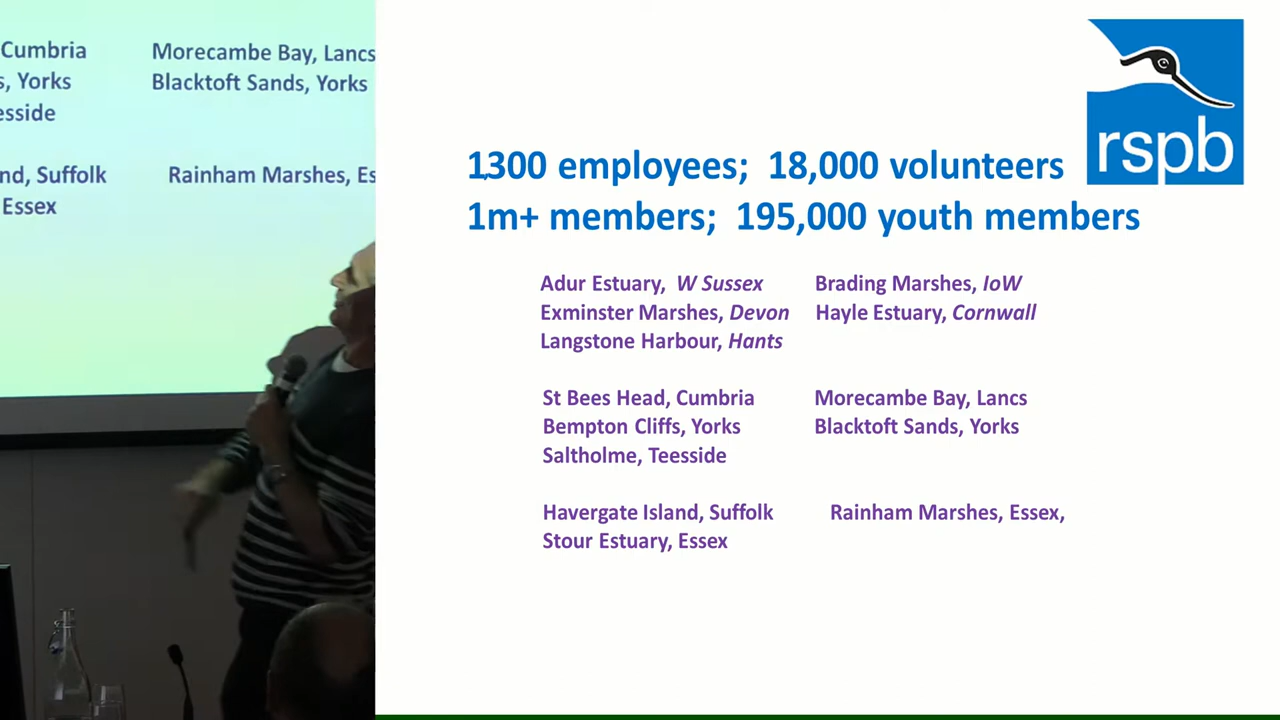 Cumbria Morecambe Bay, Lancs
s, Yorks Blacktoft Sands, Yorks
esside
nd, Suffolk Rainham Marshes, Es
Essex
rspb
1,300 employees; 18,000 volunteers
1m+ members; 195,000 youth members
Adur Estuary, W Sussex Brading Marshes, IoW
Exminster Marshes, Devon Hayle Estuary, Cornwall
Langstone Harbour, Hants
St Bees Head, Cumbria Morecambe Bay, Lancs
Bempton Cliffs, Yorks Blacktoft Sands, Yorks
Saltholme, Teesside
Havergate Island, Suffolk Rainham Marshes, Essex,
Stour Estuary, Essex